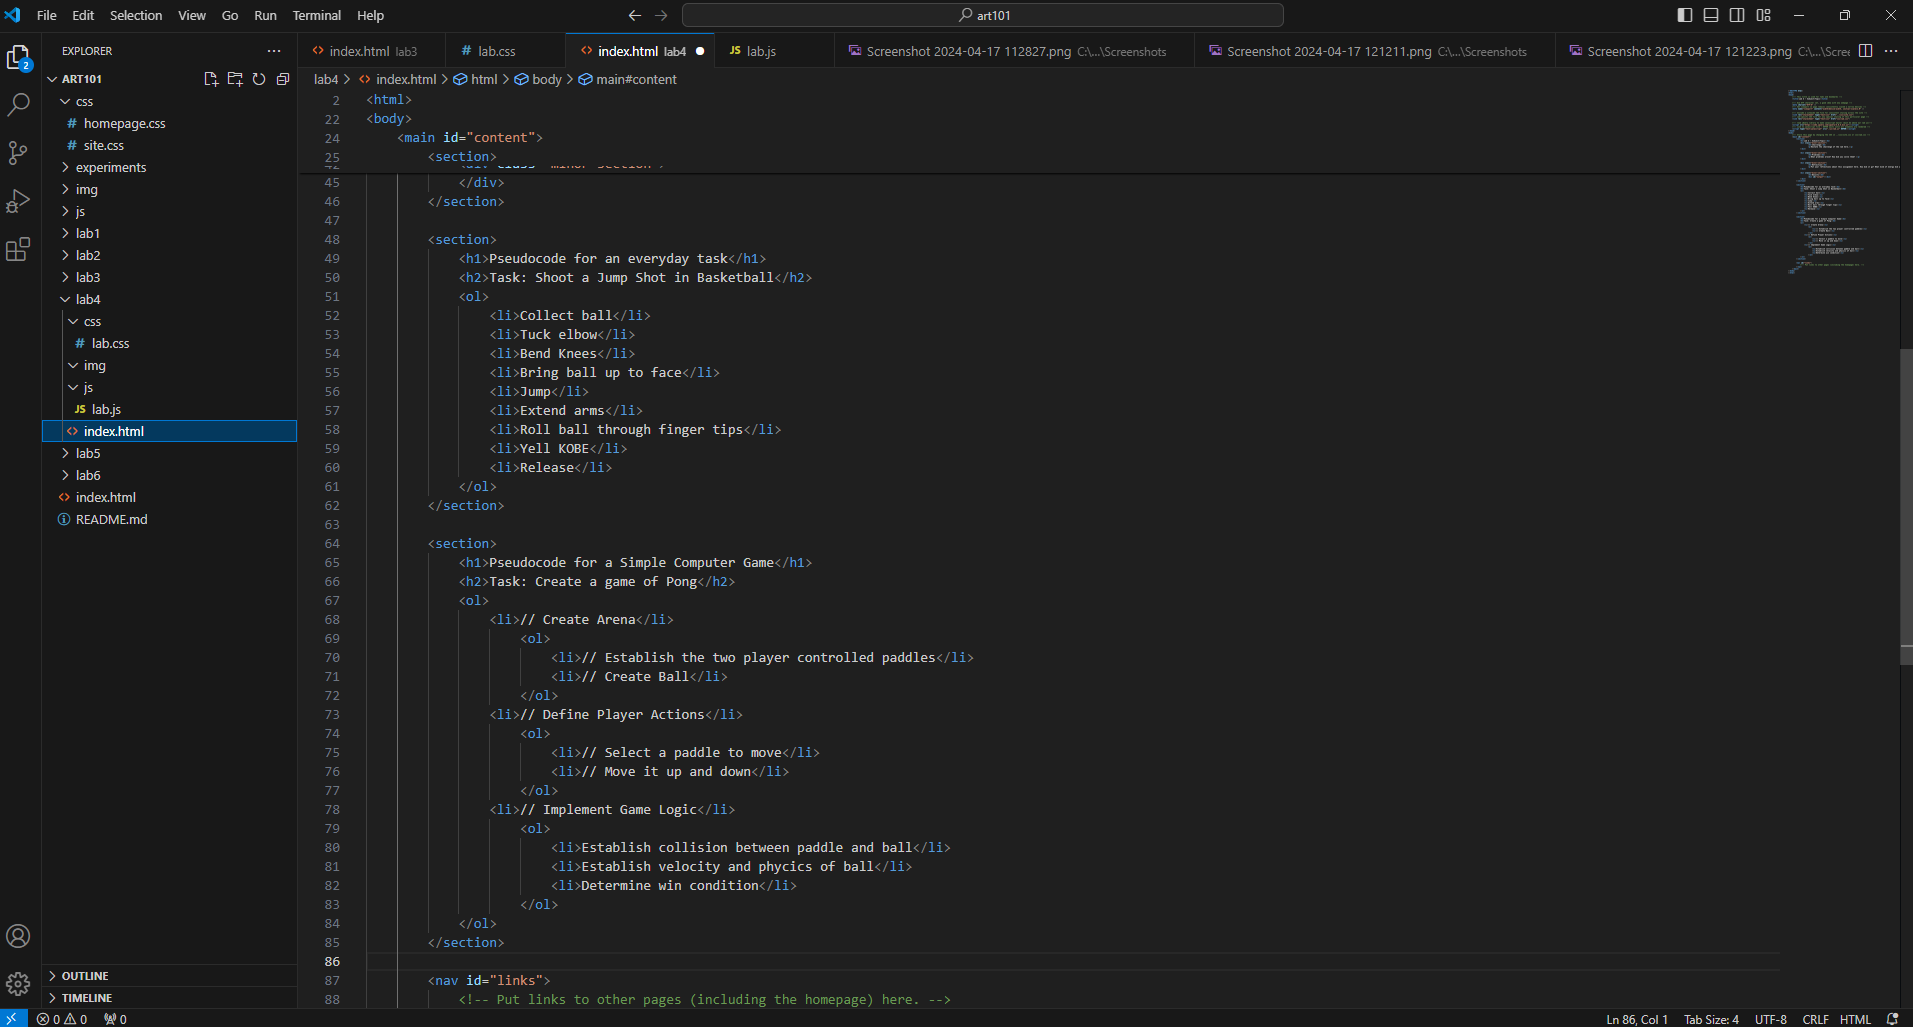 File Edit Selection View Go Run Terminal Help
art101
EXPLORER
index.html lab3
lab.css
index.html lab4
lab.js
Screenshot 2024-04-17 112827.png C:\...\Screenshots
Screenshot 2024-04-17 121211.png C:\...\Screenshots
Screenshot 2024-04-17 121223.png C:\...\Scree
2
ART101
css
homepage.css
site.css
experiments
img
js
lab1
lab2
lab3
lab4
css
lab.css
img
js
JS lab.js
index.html
lab5
lab6
index.html
README.md
OUTLINE
TIMELINE
lab4 > index.html > html > body > main#content
2 <html>
22 <body>
24 <main id="content">
25 <section>
45 </div>
46 </section>
47
48 <section>
49 <h1>Pseudocode for an everyday task</h1>
50 <h2>Task: Shoot a Jump Shot in Basketball</h2>
51 <ol>
52 <li>Collect ball</li>
53 <li>Tuck elbow</li>
54 <li>Bend Knees</li>
55 <li>Bring ball up to face</li>
56 <li>Jump</li>
57 <li>Extend arms</li>
58 <li>Roll ball through finger tips</li>
59 <li>Yell KOBE</li>
60 <li>Release</li>
61 </ol>
62 </section>
63
64 <section>
65 <h1>Pseudocode for a Simple Computer Game</h1>
66 <h2>Task: Create a game of Pong</h2>
67 <ol>
68 <li>// Create Arena</li>
69 <ol>
70 <li>// Establish the two player controlled paddles</li>
71 <li>// Create Ball</li>
72 </ol>
73 <li>// Define Player Actions</li>
74 <ol>
75 <li>// Select a paddle to move</li>
76 <li>// Move it up and down</li>
77 </ol>
78 <li>// Implement Game Logic</li>
79 <ol>
80 <li>Establish collision between paddle and ball</li>
81 <li>Establish velocity and phycics of ball</li>
82 <li>Determine win condition</li>
83 </ol>
84 </ol>
85 </section>
86
87 <nav id="links">
88 <!-- Put links to other pages (including the homepage) here. -->
0 0 0
Ln 86, Col 1 Tab Size: 4 UTF-8 CRLF HTML